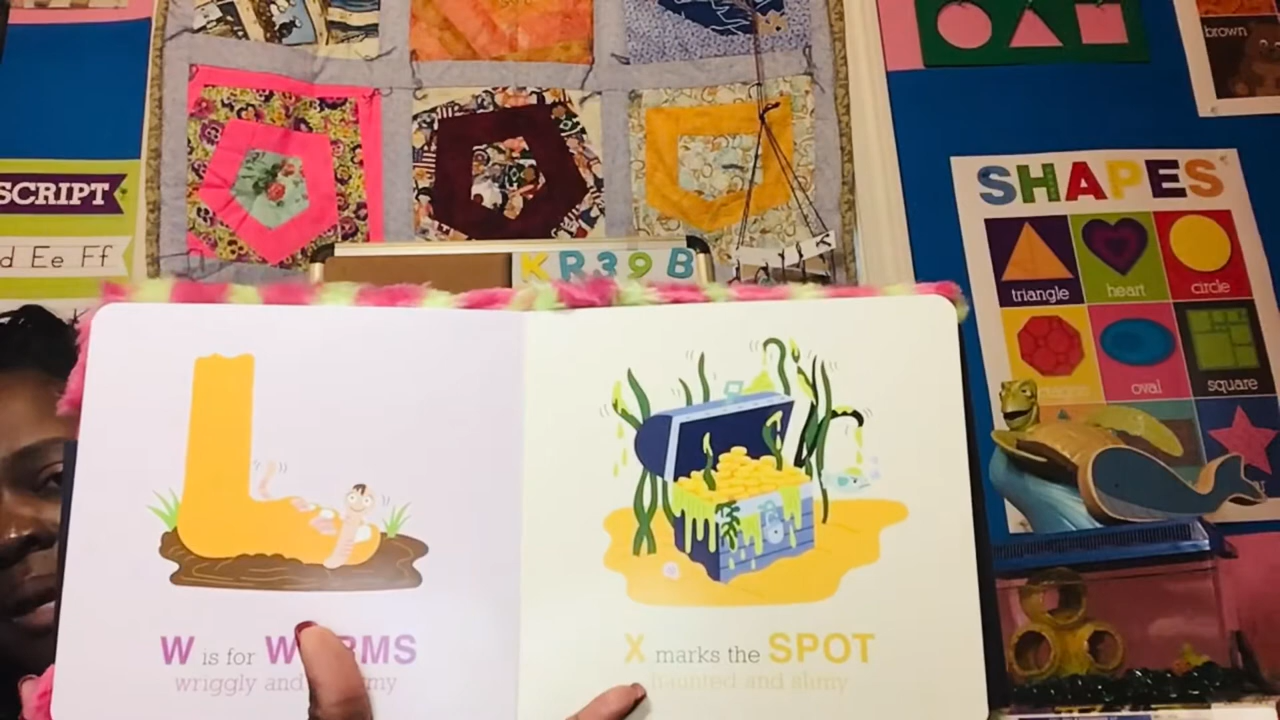 brown
SCRIPT
d Ee Ff
SHAPES
triangle heart circle
oval square
KR39B
W is for WORMS
wriggly and
X marks the SPOT
haunted and slimy